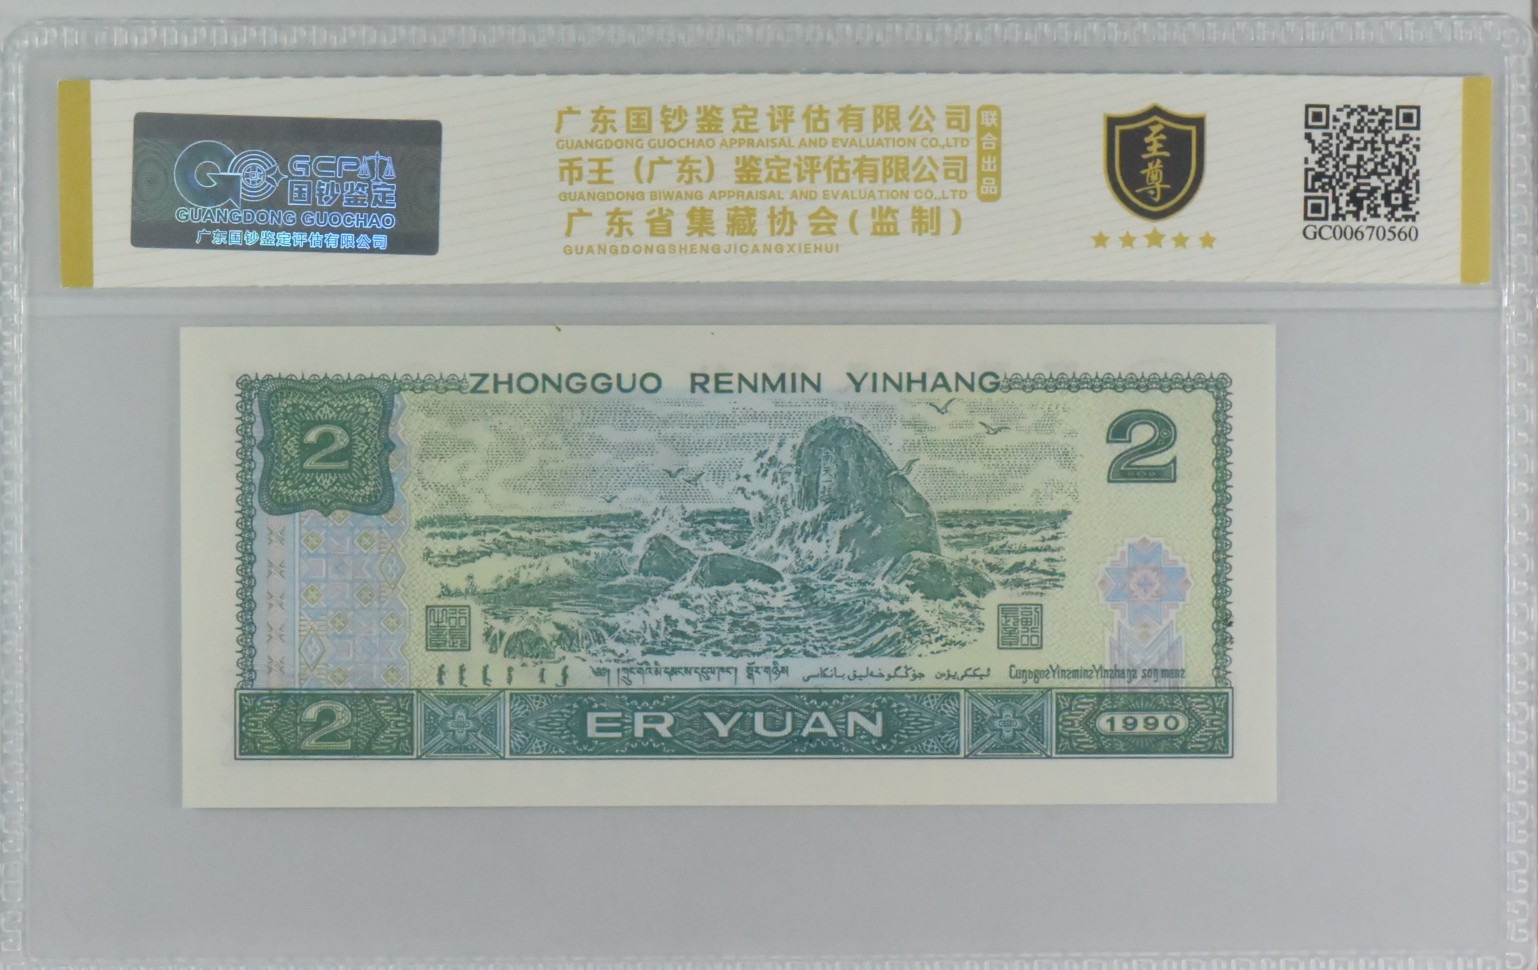 GCP
国钞鉴定
GUANGDONG GUOCHAO
广东国钞鉴定评估有限公司
广东国钞鉴定评估有限公司
GUANGDONG GUOCHAO APPRAISAL AND EVALUATION CO.,LTD
币王（广东）鉴定评估有限公司
GUANGDONG BIWANG APPRAISAL AND EVALUATION CO.,LTD
联合出品
广东省集藏协会(监制)
GUANGDONGSHENGJICANGXIEHUI
至尊
GC00670560
ZHONGGUO RENMIN YINHANG
2
2
2
ER YUAN
1990